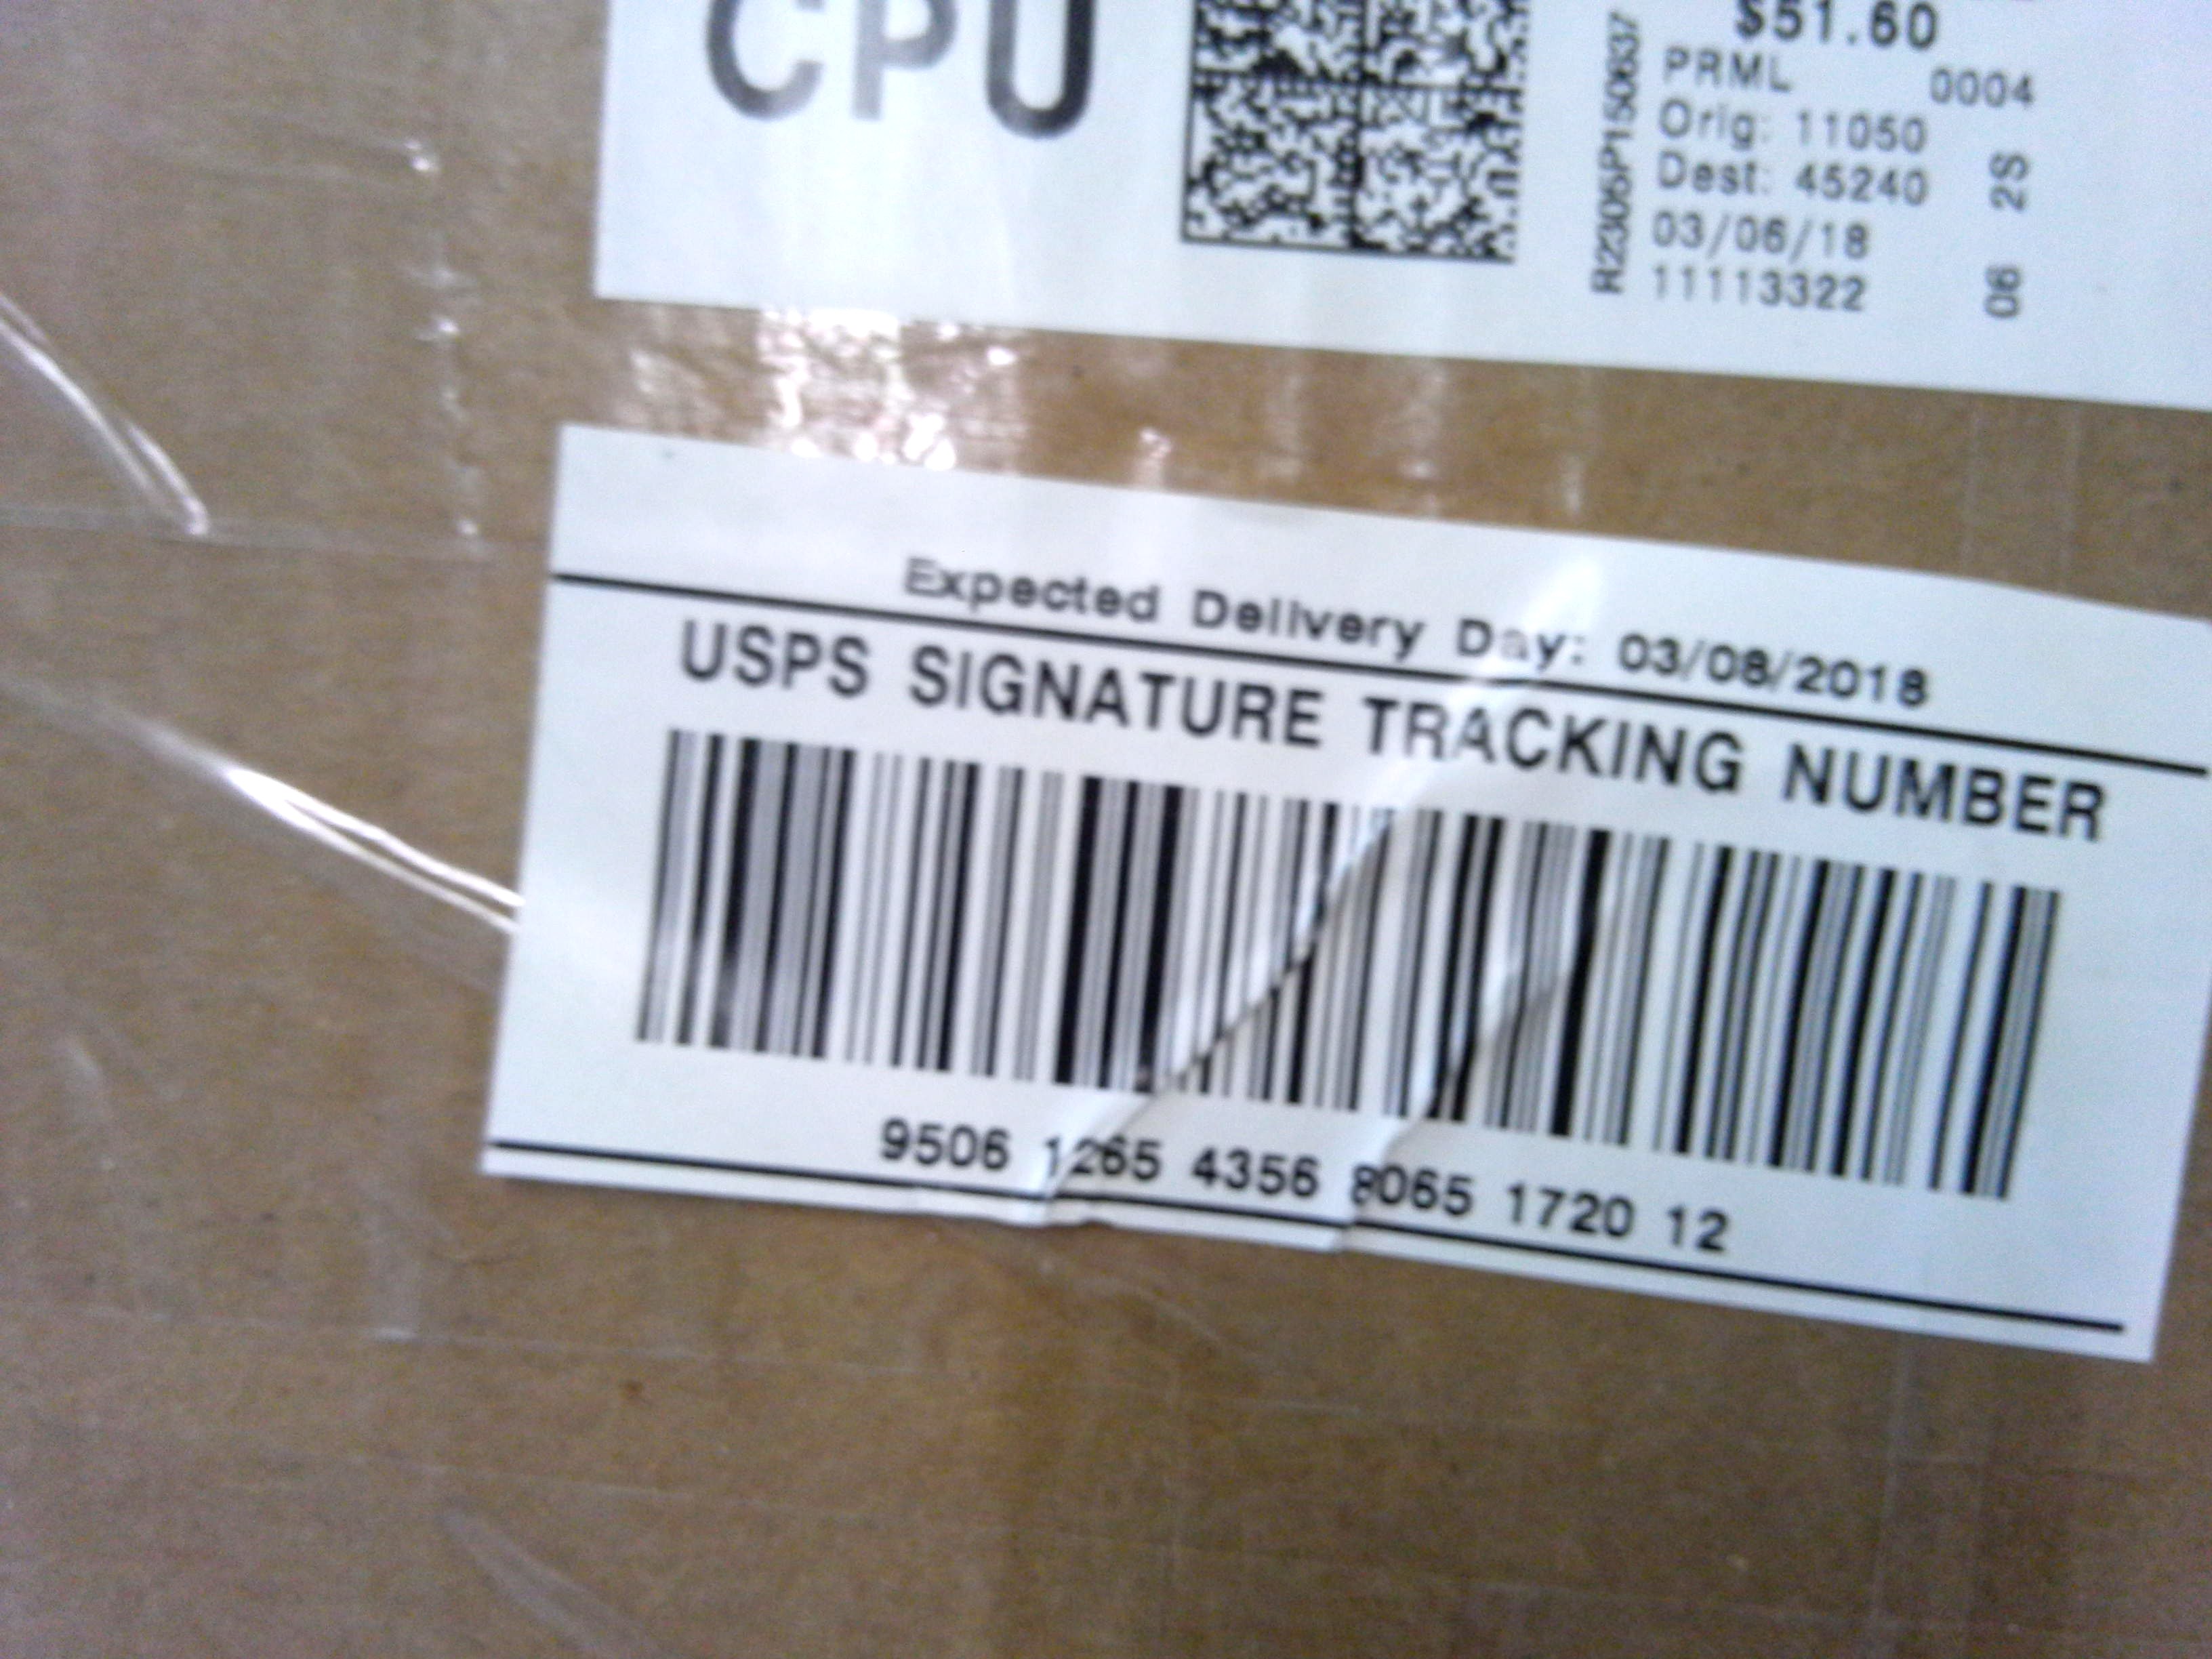 CPU
$51.60
PRML 0004
Orig: 11050
Dest: 45240
03/06/18
11113322
2S
06
R2305P150637
Expected Delivery Day: 03/08/2018
USPS SIGNATURE TRACKING NUMBER
9506 1265 4356 8065 1720 12